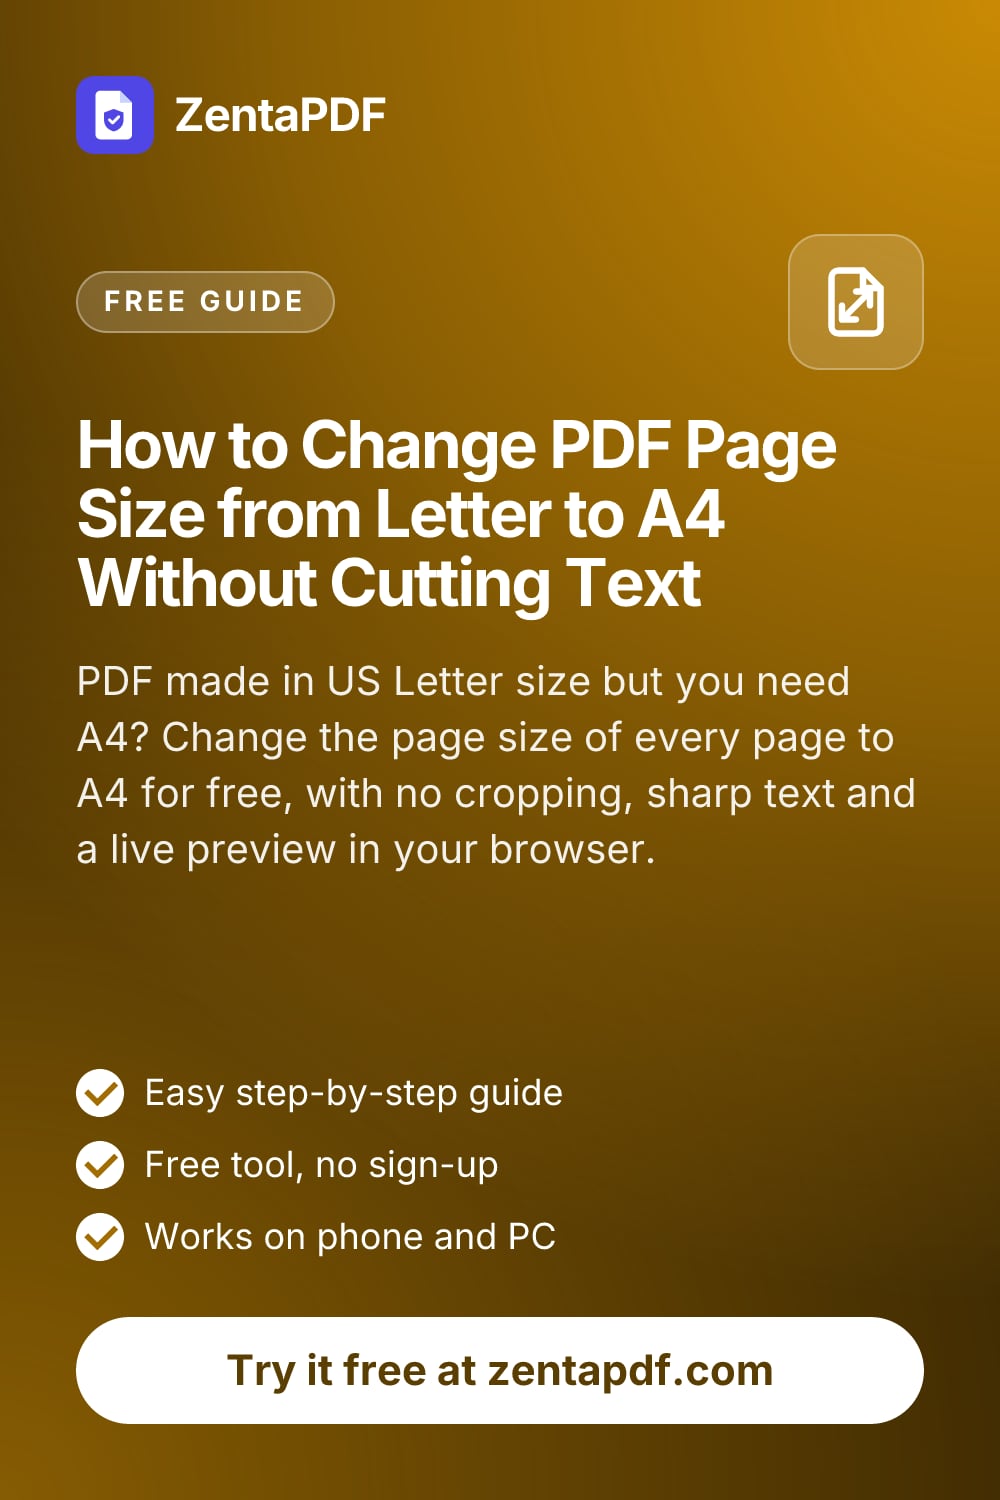 ZentaPDF
FREE GUIDE
How to Change PDF Page
Size from Letter to A4
Without Cutting Text
PDF made in US Letter size but you need
A4? Change the page size of every page to
A4 for free, with no cropping, sharp text and
a live preview in your browser.
Easy step-by-step guide
Free tool, no sign-up
Works on phone and PC
Try it free at zentapdf.com